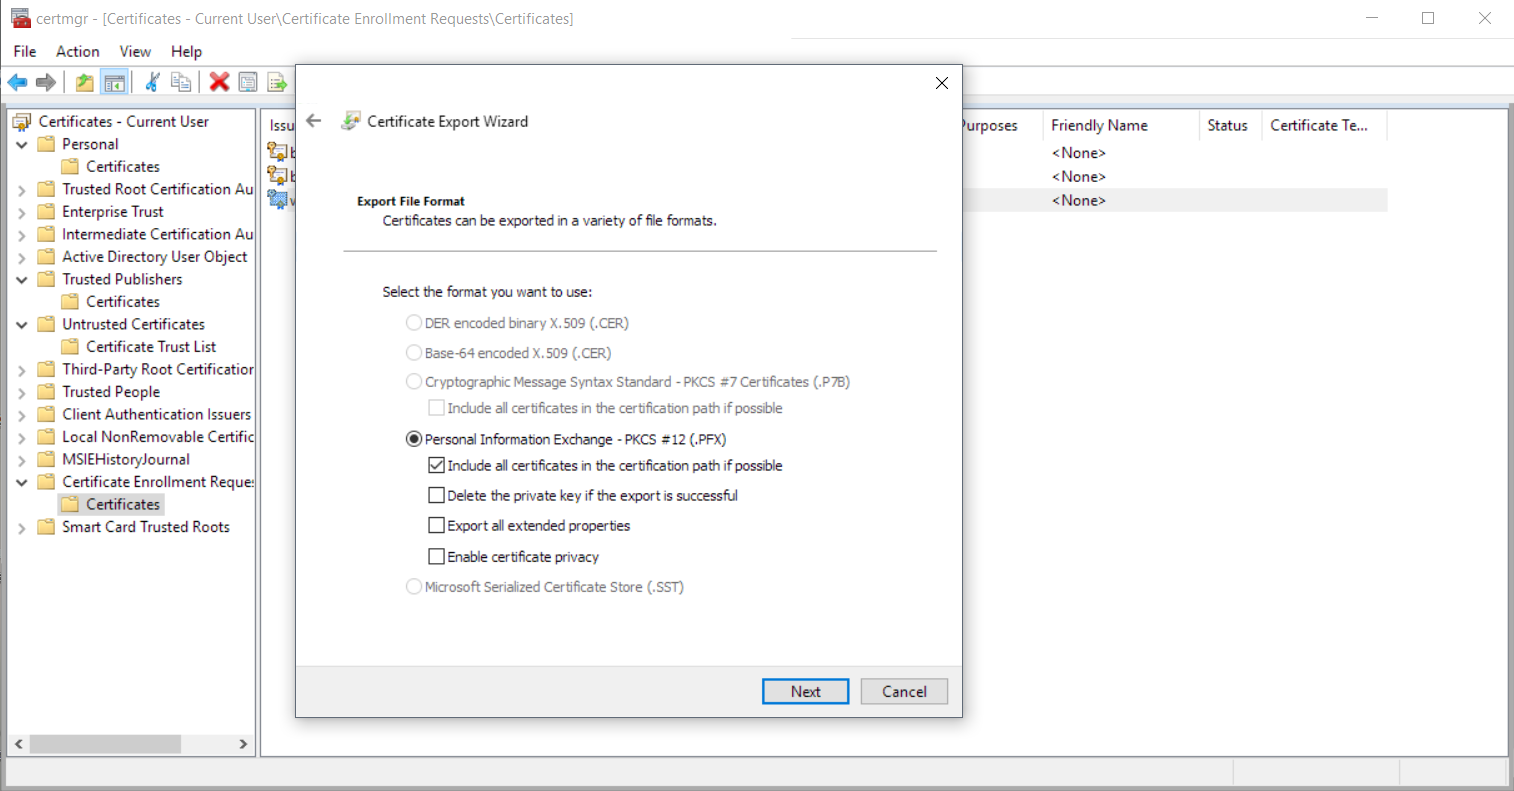 certmgr - [Certificates - Current User\Certificate Enrollment Requests\Certificates]
File Action View Help
Certificates - Current User
Personal
Certificates
Trusted Root Certification Au
Enterprise Trust
Intermediate Certification Au
Active Directory User Object
Trusted Publishers
Certificates
Untrusted Certificates
Certificate Trust List
Third-Party Root Certification
Trusted People
Client Authentication Issuers
Local NonRemovable Certific
MSIEHistoryJournal
Certificate Enrollment Reques
Certificates
Smart Card Trusted Roots
Issu
Purposes Friendly Name Status Certificate Te...
<None>
<None>
<None>
Certificate Export Wizard
Export File Format
Certificates can be exported in a variety of file formats.
Select the format you want to use:
DER encoded binary X.509 (.CER)
Base-64 encoded X.509 (.CER)
Cryptographic Message Syntax Standard - PKCS #7 Certificates (.P7B)
Include all certificates in the certification path if possible
Personal Information Exchange - PKCS #12 (.PFX)
Include all certificates in the certification path if possible
Delete the private key if the export is successful
Export all extended properties
Enable certificate privacy
Microsoft Serialized Certificate Store (.SST)
Next Cancel